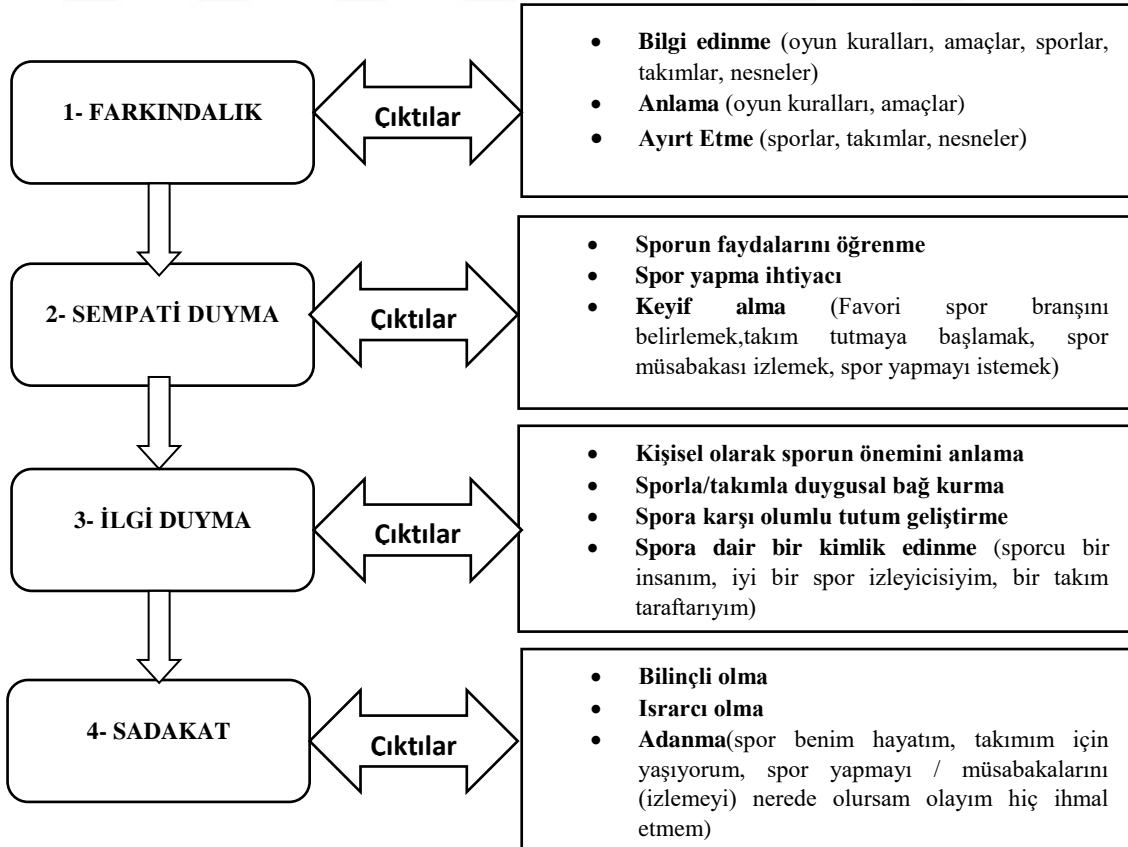 1- FARKINDALIK
Çıktılar
• Bilgi edinme (oyun kuralları, amaçlar, sporlar,
takımlar, nesneler)
• Anlama (oyun kuralları, amaçlar)
• Ayırt Etme (sporlar, takımlar, nesneler)
2- SEMPATİ DUYMA
Çıktılar
• Sporun faydalarını öğrenme
• Spor yapma ihtiyacı
• Keyif alma (Favori spor branşını
belirlemek,takım tutmaya başlamak, spor
müsabakası izlemek, spor yapmayı istemek)
3- İLGİ DUYMA
Çıktılar
• Kişisel olarak sporun önemini anlama
• Sporla/takımla duygusal bağ kurma
• Spora karşı olumlu tutum geliştirme
• Spora dair bir kimlik edinme (sporcu bir
insanım, iyi bir spor izleyicisiyim, bir takım
taraftarıyım)
4- SADAKAT
Çıktılar
• Bilinçli olma
• Israrcı olma
• Adanma(spor benim hayatım, takımım için
yaşıyorum, spor yapmayı / müsabakalarını
(izlemeyi) nerede olursam olayım hiç ihmal
etmem)